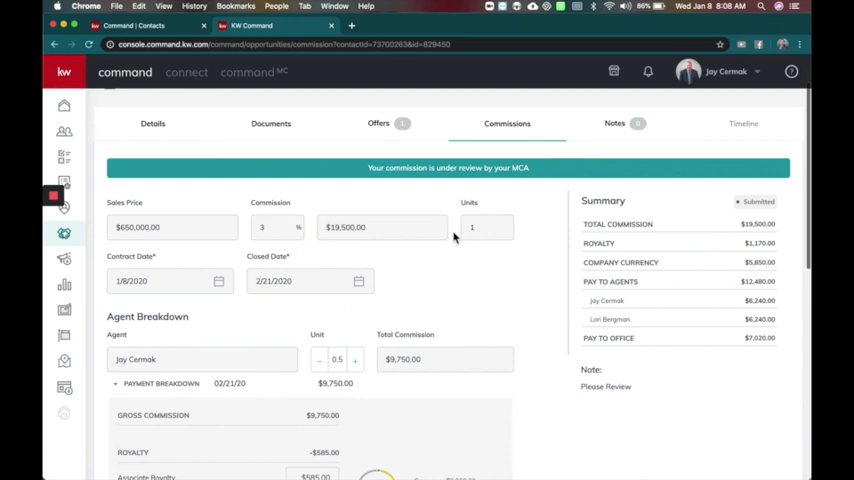 Chrome File Edit View History Bookmarks People Tab Window Help
86% Wed Jan 8 8:08 AM
Command | Contacts × KW Command × +
console.command.kw.com/command/opportunities/commission?contactId=73700263&id=829450
kw command connect command MC Jay Cermak ?
Details Documents Offers 1 Commissions Notes 0 Timeline
Your commission is under review by your MCA
Sales Price Commission Units
$650,000.00 3 % $19,500.00 1
Contract Date* Closed Date*
1/8/2020 2/21/2020
Agent Breakdown
Agent Unit Total Commission
Jay Cermak − 0.5 + $9,750.00
PAYMENT BREAKDOWN 02/21/20 $9,750.00
GROSS COMMISSION $9,750.00
ROYALTY -$585.00
Associate Royalty $585.00
Summary • Submitted
TOTAL COMMISSION $19,500.00
ROYALTY $1,170.00
COMPANY CURRENCY $5,850.00
PAY TO AGENTS $12,480.00
Jay Cermak $6,240.00
Lori Bergman $6,240.00
PAY TO OFFICE $7,020.00
Note:
Please Review